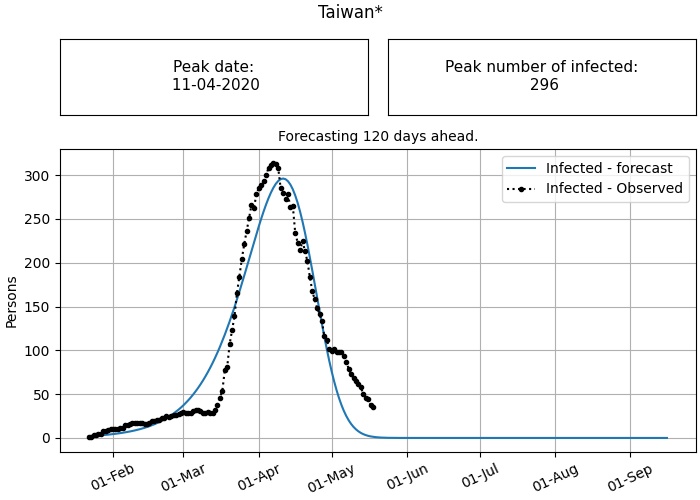 Taiwan*
Peak date:
11-04-2020
Peak number of infected:
296
Forecasting 120 days ahead.
Infected - forecast
Infected - Observed
Persons
300
250
200
150
100
50
0
01-Feb
01-Mar
01-Apr
01-May
01-Jun
01-Jul
01-Aug
01-Sep